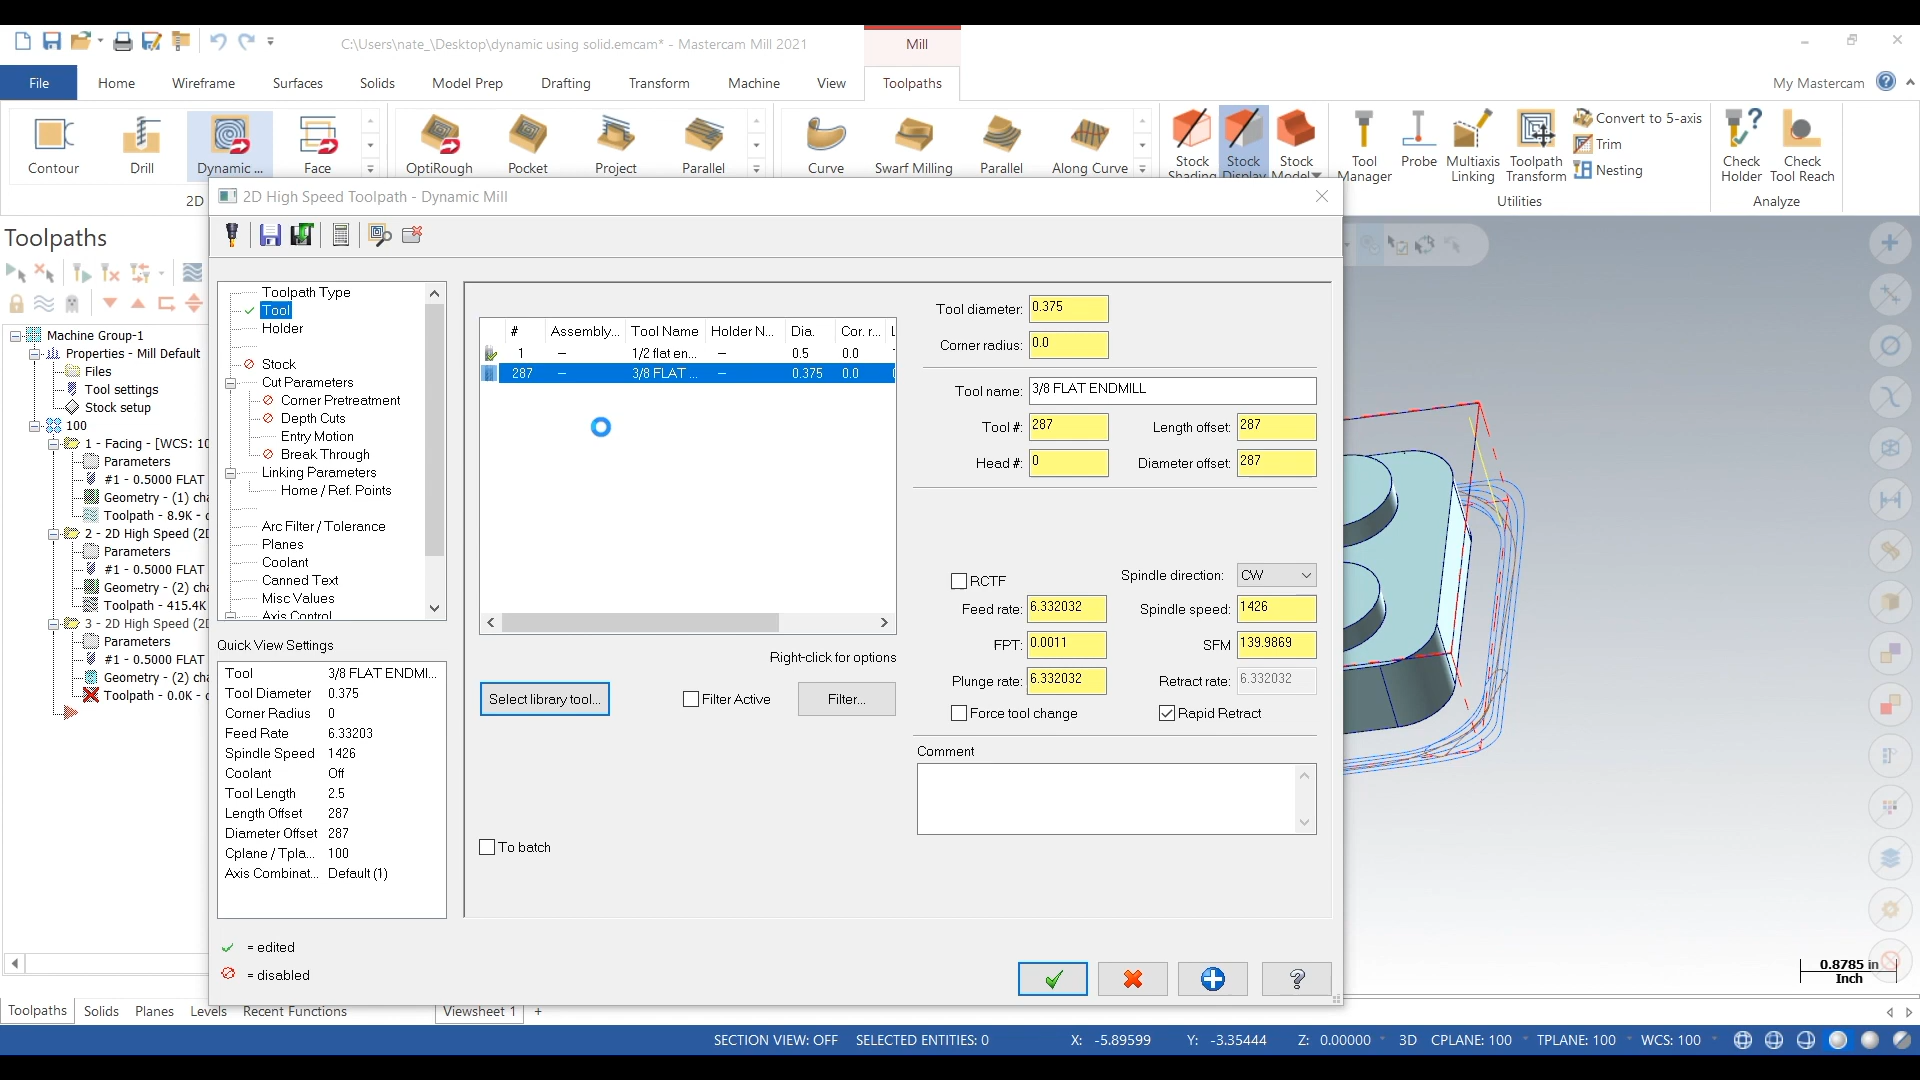 C:\Users\nate_\Desktop\dynamic using solid.emcam* - Mastercam Mill 2021
Mill
File Home Wireframe Surfaces Solids Model Prep Drafting Transform Machine View Toolpaths
My Mastercam
Contour Drill Dynamic ... Face OptiRough Pocket Project Parallel Curve Swarf Milling Parallel Along Curve
Stock Shading
Stock Display
Stock Model
Tool Manager
Probe
Multiaxis Linking
Toolpath Transform
Convert to 5-axis
Trim
Nesting
Check Holder
Check Tool Reach
2D
Utilities
Analyze
2D High Speed Toolpath - Dynamic Mill
Toolpaths
Machine Group-1
Properties - Mill Default
Files
Tool settings
Stock setup
100
1 - Facing - [WCS: 10
Parameters
#1 - 0.5000 FLAT
Geometry - (1) cha
Toolpath - 8.9K - d
2 - 2D High Speed (2D
Parameters
#1 - 0.5000 FLAT
Geometry - (2) cha
Toolpath - 415.4K
3 - 2D High Speed (2D
Parameters
#1 - 0.5000 FLAT
Geometry - (2) cha
Toolpath - 0.0K - d
Toolpath Type
Tool
Holder
Stock
Cut Parameters
Corner Pretreatment
Depth Cuts
Entry Motion
Break Through
Linking Parameters
Home / Ref. Points
Arc Filter / Tolerance
Planes
Coolant
Canned Text
Misc Values
Axis Control
Quick View Settings
Tool 3/8 FLAT ENDMI...
Tool Diameter 0.375
Corner Radius 0
Feed Rate 6.33203
Spindle Speed 1426
Coolant Off
Tool Length 2.5
Length Offset 287
Diameter Offset 287
Cplane / Tpla... 100
Axis Combinat... Default (1)
= edited
= disabled
# Assembly... Tool Name Holder N... Dia. Cor. r... L
1 -- 1/2 flat en... -- 0.5 0.0
287 -- 3/8 FLAT ... -- 0.375 0.0
Right-click for options
Select library tool...
Filter Active
Filter...
To batch
Tool diameter: 0.375
Corner radius: 0.0
Tool name: 3/8 FLAT ENDMILL
Tool #: 287 Length offset: 287
Head #: 0 Diameter offset: 287
RCTF Spindle direction: CW
Feed rate: 6.332032 Spindle speed: 1426
FPT: 0.0011 SFM 139.9869
Plunge rate: 6.332032 Retract rate: 6.332032
Force tool change Rapid Retract
Comment
0.8785 in
Inch
Toolpaths Solids Planes Levels Recent Functions Viewsheet 1 +
SECTION VIEW: OFF SELECTED ENTITIES: 0 X: -5.89599 Y: -3.35444 Z: 0.00000 3D CPLANE: 100 TPLANE: 100 WCS: 100